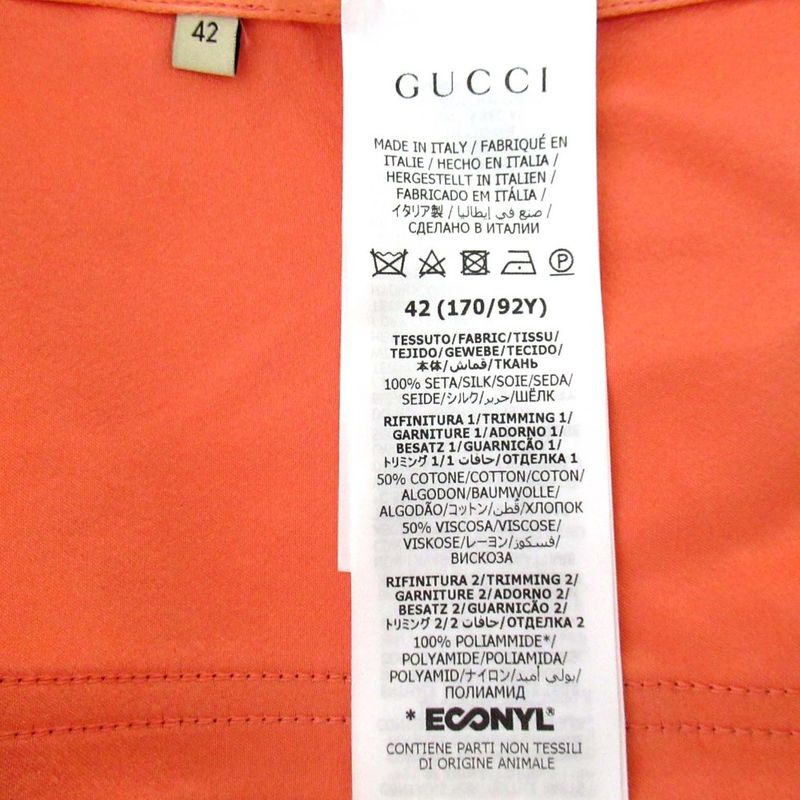 42
GUCCI
MADE IN ITALY / FABRIQUÉ EN
ITALIE / HECHO EN ITALIA /
HERGESTELLT IN ITALIEN /
FABRICADO EM ITÁLIA /
イタリア製 / صنع في إيطاليا /
СДЕЛАНО В ИТАЛИИ
P
42 (170/92Y)
TESSUTO/FABRIC/TISSU/
TEJIDO/GEWEBE/TECIDO/
本体/قماش/ТКАНЬ
100% SETA/SILK/SOIE/SEDA/
SEIDE/シルク/حرير/ШЁЛК
RIFINITURA 1/TRIMMING 1/
GARNITURE 1/ADORNO 1/
BESATZ 1/GUARNIÇÃO 1/
トリミング 1/1 حافات/ОТДЕЛКА 1
50% COTONE/COTTON/COTON/
ALGODON/BAUMWOLLE/
ALGODÃO/コットン/قطن/ХЛОПОК
50% VISCOSA/VISCOSE/
VISKOSE/レーヨン/فسكوز/
ВИСКОЗА
RIFINITURA 2/TRIMMING 2/
GARNITURE 2/ADORNO 2/
BESATZ 2/GUARNIÇÃO 2/
トリミング 2/2 حافات/ОТДЕЛКА 2
100% POLIAMMIDE*/
POLYAMIDE/POLIAMIDA/
POLYAMID/ナイロン/بولي أميد/
ПОЛИАМИД
* ECONYL®
CONTIENE PARTI NON TESSILI
DI ORIGINE ANIMALE